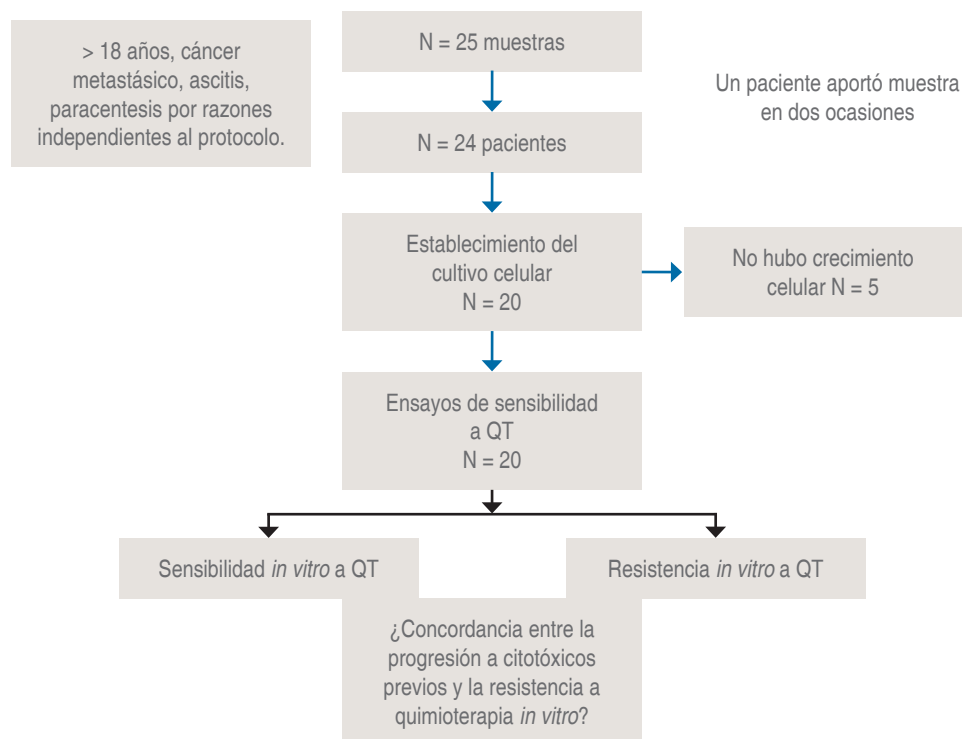 > 18 años, cáncer
metastásico, ascitis,
paracentesis por razones
independientes al protocolo.
N = 25 muestras
Un paciente aportó muestra
en dos ocasiones
N = 24 pacientes
Establecimiento del
cultivo celular
N = 20
No hubo crecimiento
celular N = 5
Ensayos de sensibilidad
a QT
N = 20
Sensibilidad in vitro a QT
Resistencia in vitro a QT
¿Concordancia entre la
progresión a citotóxicos
previos y la resistencia a
quimioterapia in vitro?